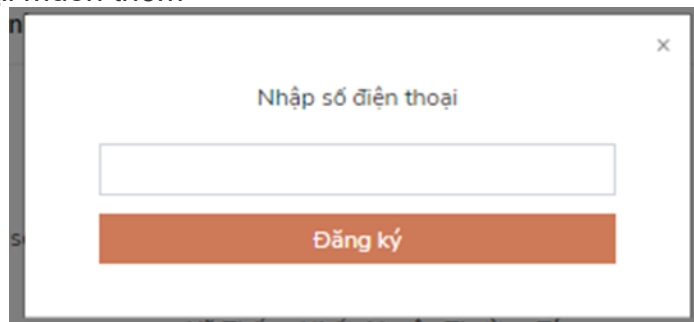 ×
Nhập số điện thoại
Đăng ký